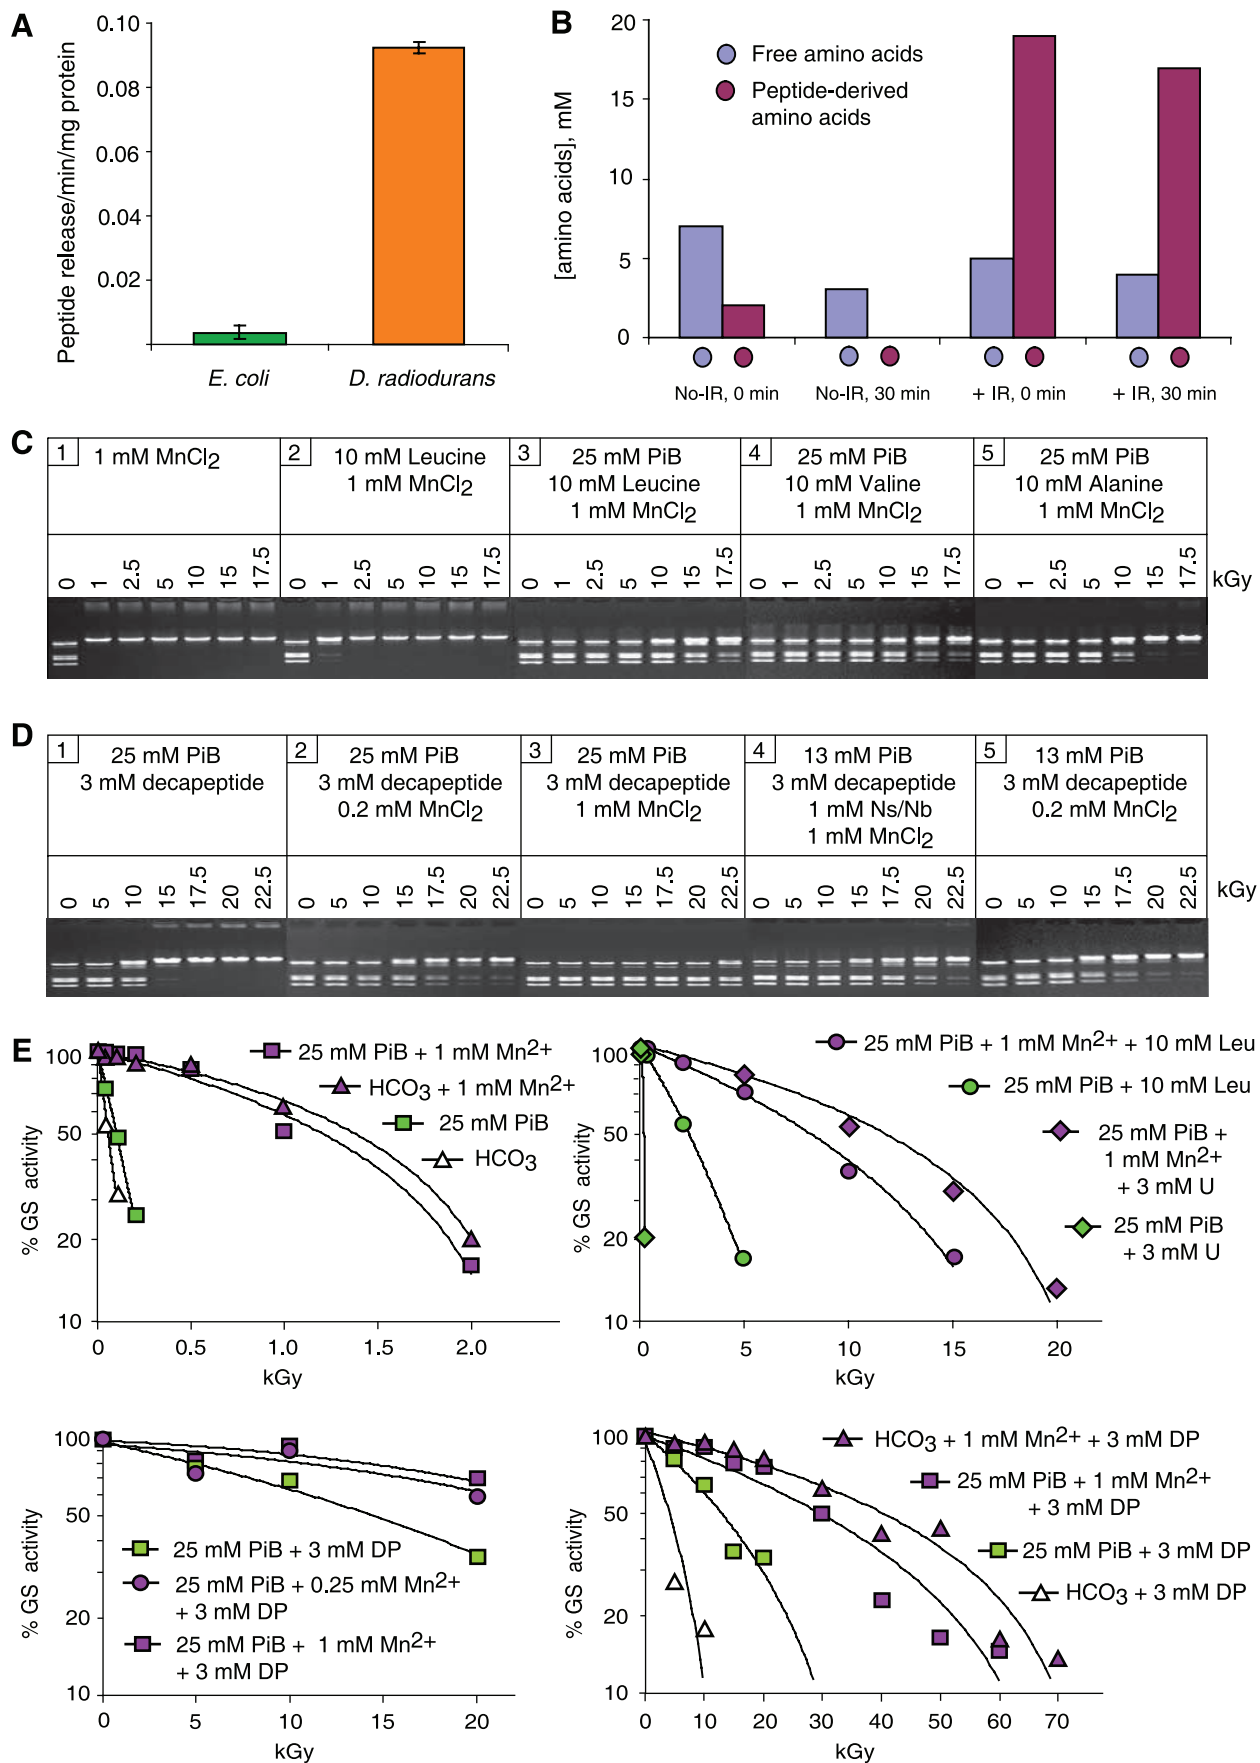 A
Peptide release/min/mg protein
0.10
0.08
0.06
0.04
0.02
E. coli
D. radiodurans
B
[amino acids], mM
20
15
10
5
0
Free amino acids
Peptide-derived
amino acids
No-IR, 0 min
No-IR, 30 min
+ IR, 0 min
+ IR, 30 min
C
1
1 mM MnCl2
2
10 mM Leucine
1 mM MnCl2
3
25 mM PiB
10 mM Leucine
1 mM MnCl2
4
25 mM PiB
10 mM Valine
1 mM MnCl2
5
25 mM PiB
10 mM Alanine
1 mM MnCl2
0 1 2.5 5 10 15 17.5
0 1 2.5 5 10 15 17.5
0 1 2.5 5 10 15 17.5
0 1 2.5 5 10 15 17.5
0 1 2.5 5 10 15 17.5
kGy
D
1
25 mM PiB
3 mM decapeptide
2
25 mM PiB
3 mM decapeptide
0.2 mM MnCl2
3
25 mM PiB
3 mM decapeptide
1 mM MnCl2
4
13 mM PiB
3 mM decapeptide
1 mM Ns/Nb
1 mM MnCl2
5
13 mM PiB
3 mM decapeptide
0.2 mM MnCl2
0 5 10 15 17.5 20 22.5
0 5 10 15 17.5 20 22.5
0 5 10 15 17.5 20 22.5
0 5 10 15 17.5 20 22.5
0 5 10 15 17.5 20 22.5
kGy
E
% GS activity
100
50
20
10
0 0.5 1.0 1.5 2.0
kGy
25 mM PiB + 1 mM Mn2+
HCO3 + 1 mM Mn2+
25 mM PiB
HCO3
% GS activity
100
50
20
10
0 5 10 15 20
kGy
25 mM PiB + 1 mM Mn2+ + 10 mM Leu
25 mM PiB + 10 mM Leu
25 mM PiB +
1 mM Mn2+
+ 3 mM U
25 mM PiB
+ 3 mM U
% GS activity
100
50
20
10
0 5 10 15 20
kGy
25 mM PiB + 3 mM DP
25 mM PiB + 0.25 mM Mn2+
+ 3 mM DP
25 mM PiB + 1 mM Mn2+
+ 3 mM DP
% GS activity
100
50
20
10
0 10 20 30 40 50 60 70
kGy
HCO3 + 1 mM Mn2+ + 3 mM DP
25 mM PiB + 1 mM Mn2+
+ 3 mM DP
25 mM PiB + 3 mM DP
HCO3 + 3 mM DP